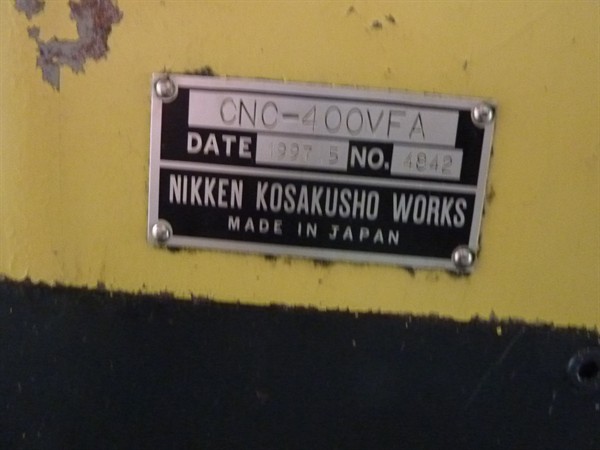 CNC-400VFA
DATE 1997 5 NO. 4842
NIKKEN KOSAKUSHO WORKS
MADE IN JAPAN